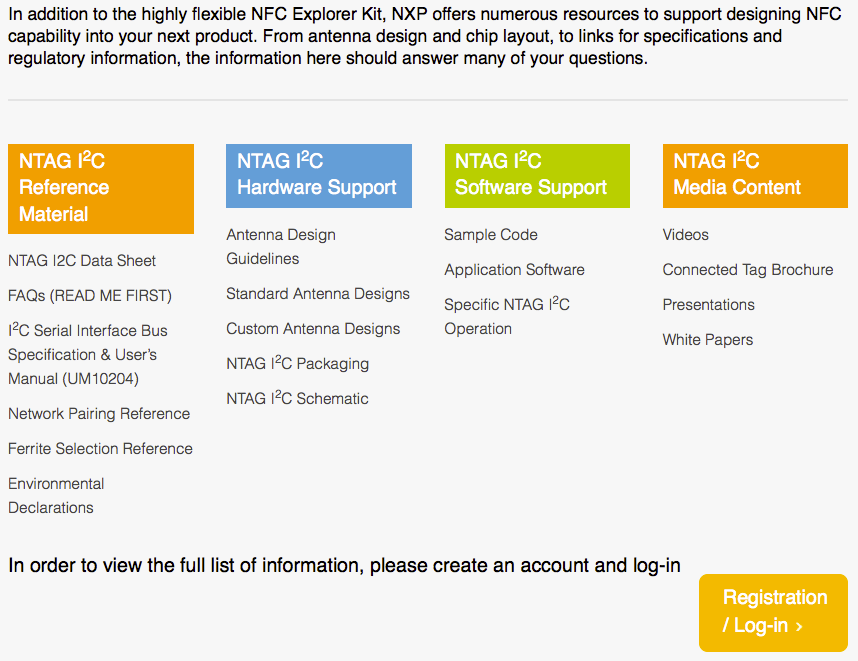 In addition to the highly flexible NFC Explorer Kit, NXP offers numerous resources to support designing NFC
capability into your next product. From antenna design and chip layout, to links for specifications and
regulatory information, the information here should answer many of your questions.
NTAG I²C
Reference
Material
NTAG I2C Data Sheet
FAQs (READ ME FIRST)
I²C Serial Interface Bus
Specification & User’s
Manual (UM10204)
Network Pairing Reference
Ferrite Selection Reference
Environmental
Declarations
NTAG I²C
Hardware Support
Antenna Design
Guidelines
Standard Antenna Designs
Custom Antenna Designs
NTAG I²C Packaging
NTAG I²C Schematic
NTAG I²C
Software Support
Sample Code
Application Software
Specific NTAG I²C
Operation
NTAG I²C
Media Content
Videos
Connected Tag Brochure
Presentations
White Papers
In order to view the full list of information, please create an account and log-in
Registration
/ Log-in ›